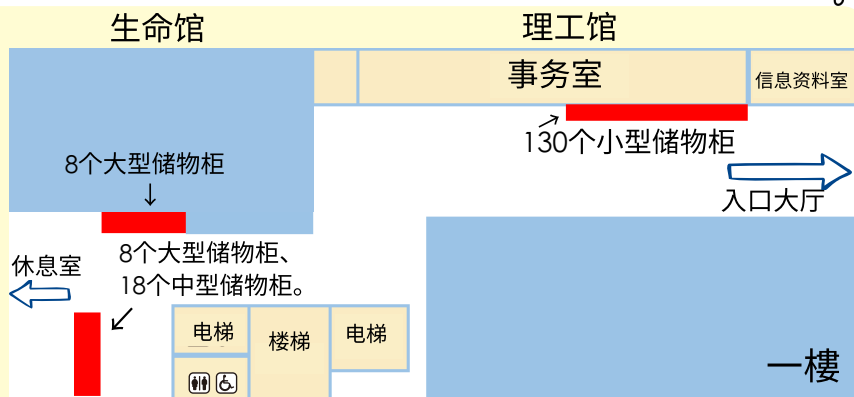 生命馆
理工馆
事务室
信息资料室
130个小型储物柜
8个大型储物柜
入口大厅
8个大型储物柜、
18个中型储物柜。
休息室
电梯
楼梯
电梯
一樓